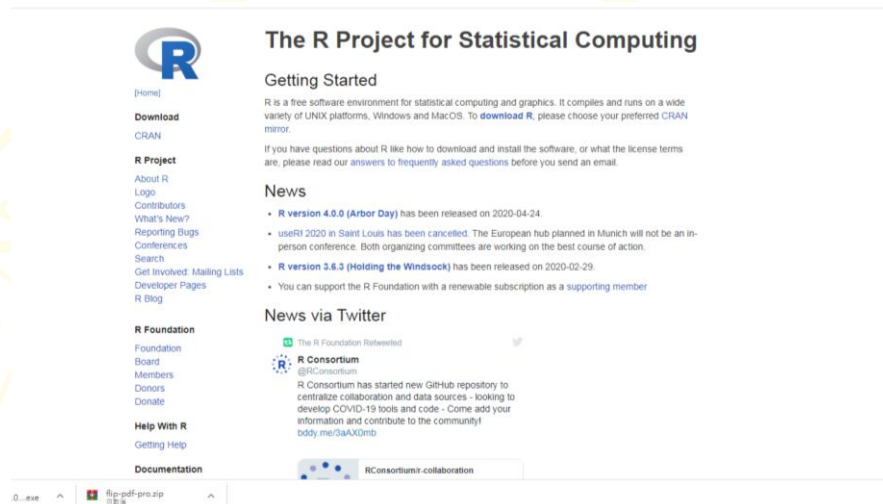 R
The R Project for Statistical Computing
[Home]
Getting Started
R is a free software environment for statistical computing and graphics. It compiles and runs on a wide
variety of UNIX platforms, Windows and MacOS. To download R, please choose your preferred CRAN
mirror.
If you have questions about R like how to download and install the software, or what the license terms
are, please read our answers to frequently asked questions before you send an email.
News
• R version 4.0.0 (Arbor Day) has been released on 2020-04-24.
• useR! 2020 in Saint Louis has been cancelled. The European hub planned in Munich will not be an in-
person conference. Both organizing committees are working on the best course of action.
• R version 3.6.3 (Holding the Windsock) has been released on 2020-02-29.
• You can support the R Foundation with a renewable subscription as a supporting member
News via Twitter
The R Foundation Retweeted
R Consortium
@RConsortium
R Consortium has started new GitHub repository to
centralize collaboration and data sources - looking to
develop COVID-19 tools and code - Come add your
information and contribute to the community!
bddy.me/3aAX0mb
RConsortium/r-collaboration
Download
CRAN
R Project
About R
Logo
Contributors
What's New?
Reporting Bugs
Conferences
Search
Get Involved: Mailing Lists
Developer Pages
R Blog
R Foundation
Foundation
Board
Members
Donors
Donate
Help With R
Getting Help
Documentation
.0...exe
flip-pdf-pro.zip